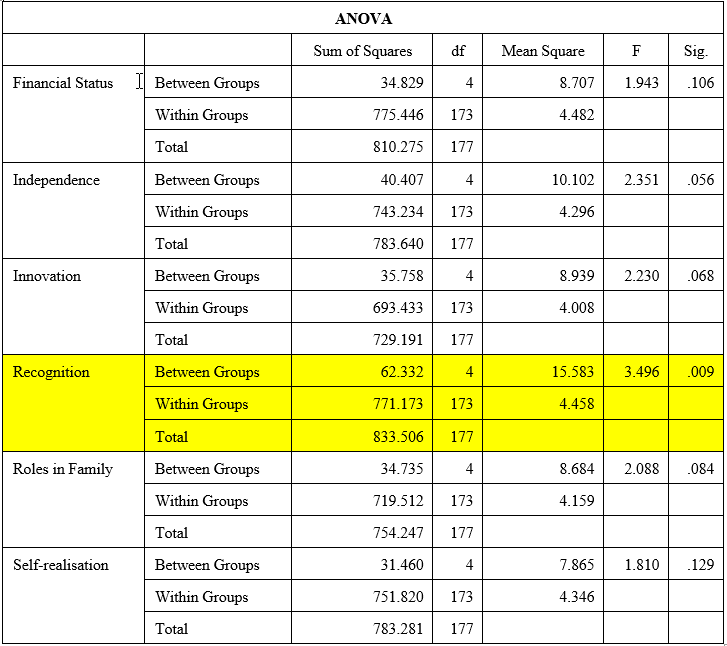 ANOVA
Sum of Squares df Mean Square F Sig.
Financial Status Between Groups 34.829 4 8.707 1.943 .106
Within Groups 775.446 173 4.482
Total 810.275 177
Independence Between Groups 40.407 4 10.102 2.351 .056
Within Groups 743.234 173 4.296
Total 783.640 177
Innovation Between Groups 35.758 4 8.939 2.230 .068
Within Groups 693.433 173 4.008
Total 729.191 177
Recognition Between Groups 62.332 4 15.583 3.496 .009
Within Groups 771.173 173 4.458
Total 833.506 177
Roles in Family Between Groups 34.735 4 8.684 2.088 .084
Within Groups 719.512 173 4.159
Total 754.247 177
Self-realisation Between Groups 31.460 4 7.865 1.810 .129
Within Groups 751.820 173 4.346
Total 783.281 177